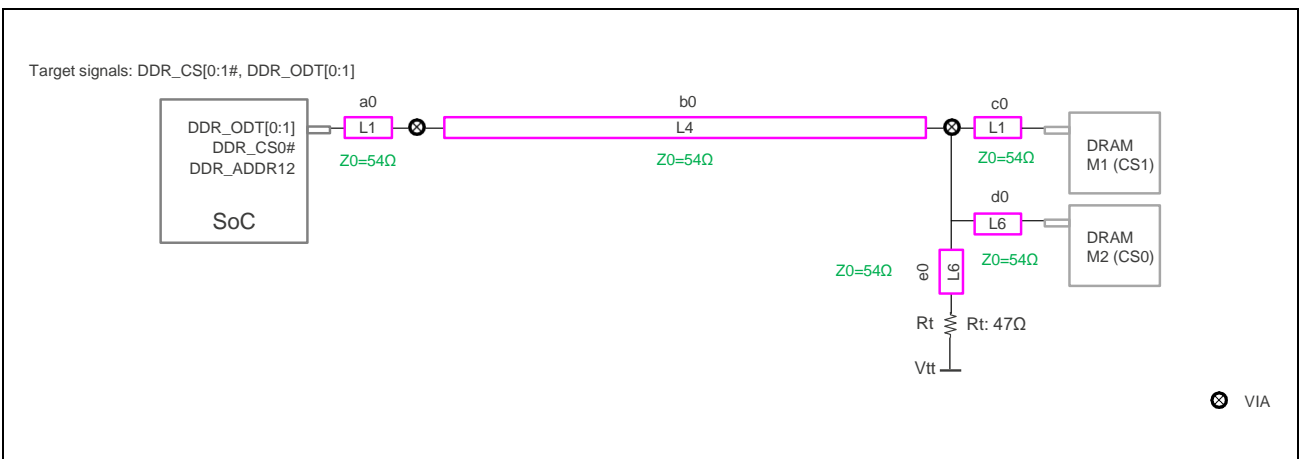 Target signals: DDR_CS[0:1#, DDR_ODT[0:1]
a0
b0
c0
DDR_ODT[0:1]
DDR_CS0#
DDR_ADDR12
SoC
L1
L4
L1
Z0=54Ω
Z0=54Ω
Z0=54Ω
DRAM
M1 (CS1)
d0
L6
Z0=54Ω
DRAM
M2 (CS0)
Z0=54Ω
e0
L6
Rt
Rt: 47Ω
Vtt
VIA